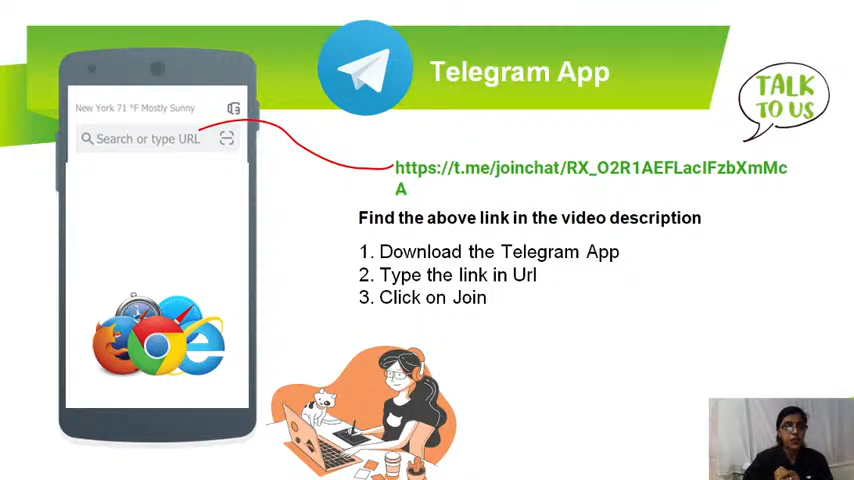 Telegram App
TALK
TO US
New York 71 °F Mostly Sunny
Search or type URL
https://t.me/joinchat/RX_O2R1AEFLacIFzbXmMc
A
Find the above link in the video description
1. Download the Telegram App
2. Type the link in Url
3. Click on Join